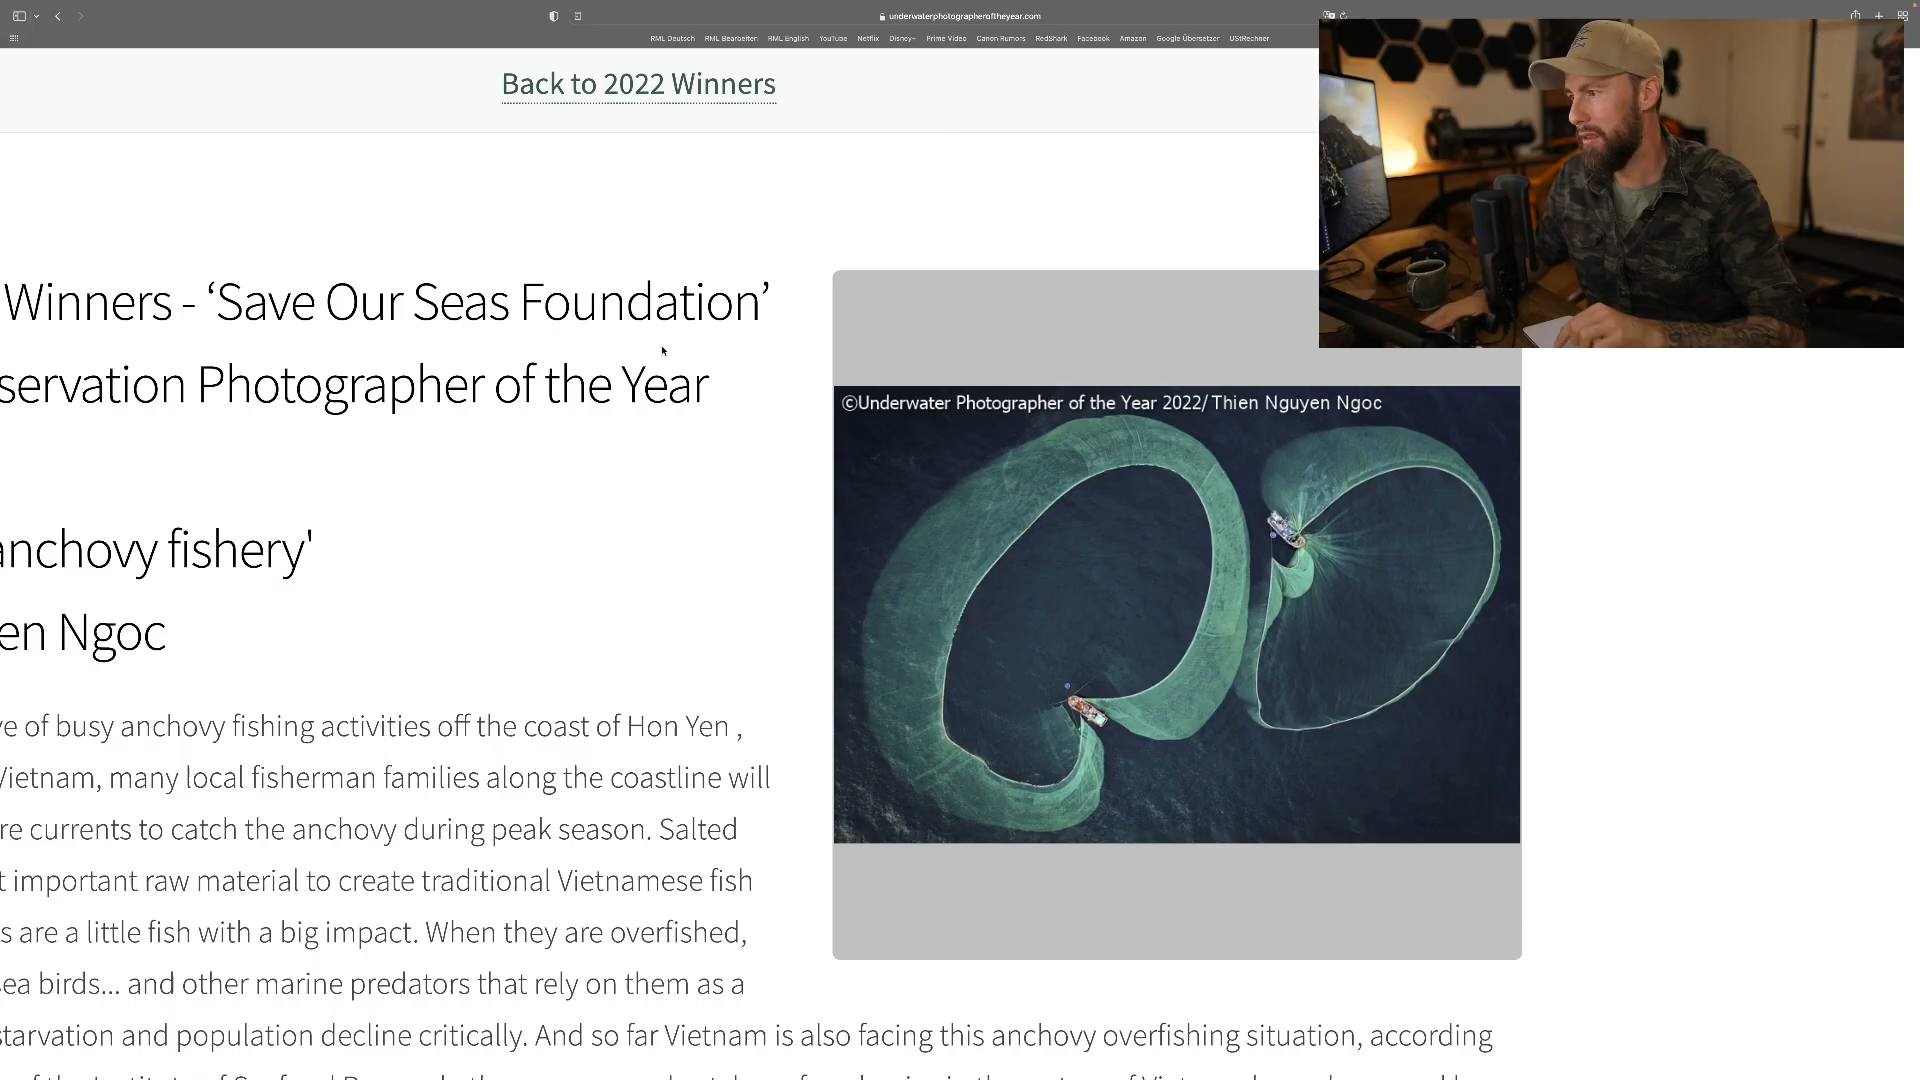 underwaterphotographeroftheyear.com
RML Deutsch RML Bearbeiten RML English YouTube Netflix Disney+ Prime Video Canon Rumors RedShark Facebook Amazon Google Übersetzer UStRechner
Back to 2022 Winners
Winners - ‘Save Our Seas Foundation’
servation Photographer of the Year
anchovy fishery'
en Ngoc
ve of busy anchovy fishing activities off the coast of Hon Yen ,
Vietnam, many local fisherman families along the coastline will
re currents to catch the anchovy during peak season. Salted
t important raw material to create traditional Vietnamese fish
s are a little fish with a big impact. When they are overfished,
sea birds... and other marine predators that rely on them as a
starvation and population decline critically. And so far Vietnam is also facing this anchovy overfishing situation, according
©Underwater Photographer of the Year 2022/ Thien Nguyen Ngoc